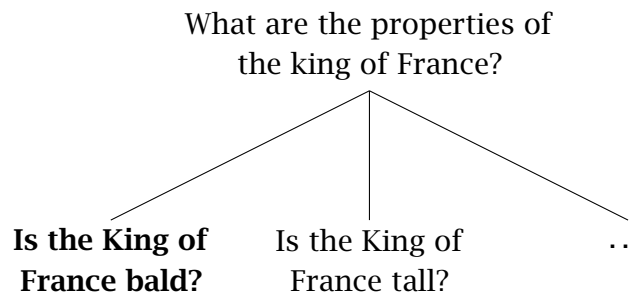 What are the properties of
the king of France?
Is the King of
France bald?
Is the King of
France tall?
..